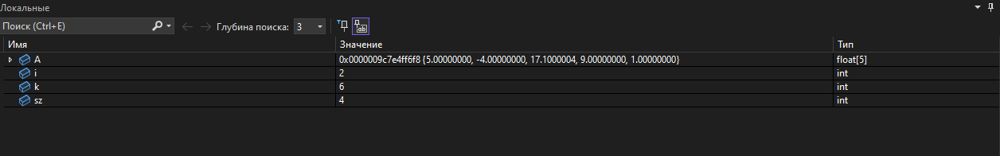 Локальные
Поиск (Ctrl+E) Глубина поиска: 3
Имя Значение Тип
A 0x0000009c7e4ff6f8 {5.00000000, -4.00000000, 17.1000004, 9.00000000, 1.00000000} float[5]
i 2 int
k 6 int
sz 4 int